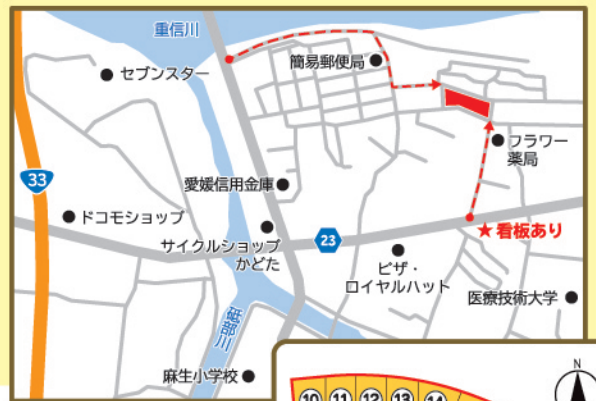 重信川
セブンスター
簡易郵便局
33
フラワー
薬局
愛媛信用金庫
ドコモショップ
サイクルショップ
かどた
23
★看板あり
ピザ・
ロイヤルハット
医療技術大学
砥部川
麻生小学校
N
10 11 12 13 14